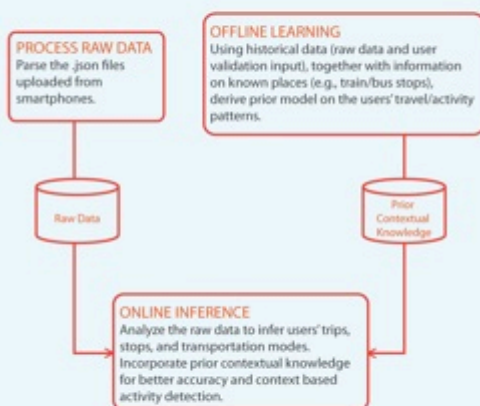 PROCESS RAW DATA
Parse the .json files
uploaded from
smartphones.
OFFLINE LEARNING
Using historical data (raw data and user
validation input), together with information
on known places (e.g., train/bus stops),
derive prior model on the users' travel/activity
patterns.
Raw Data
Prior
Contextual
Knowledge
ONLINE INFERENCE
Analyze the raw data to infer users' trips,
stops, and transportation modes.
Incorporate prior contextual knowledge
for better accuracy and context based
activity detection.